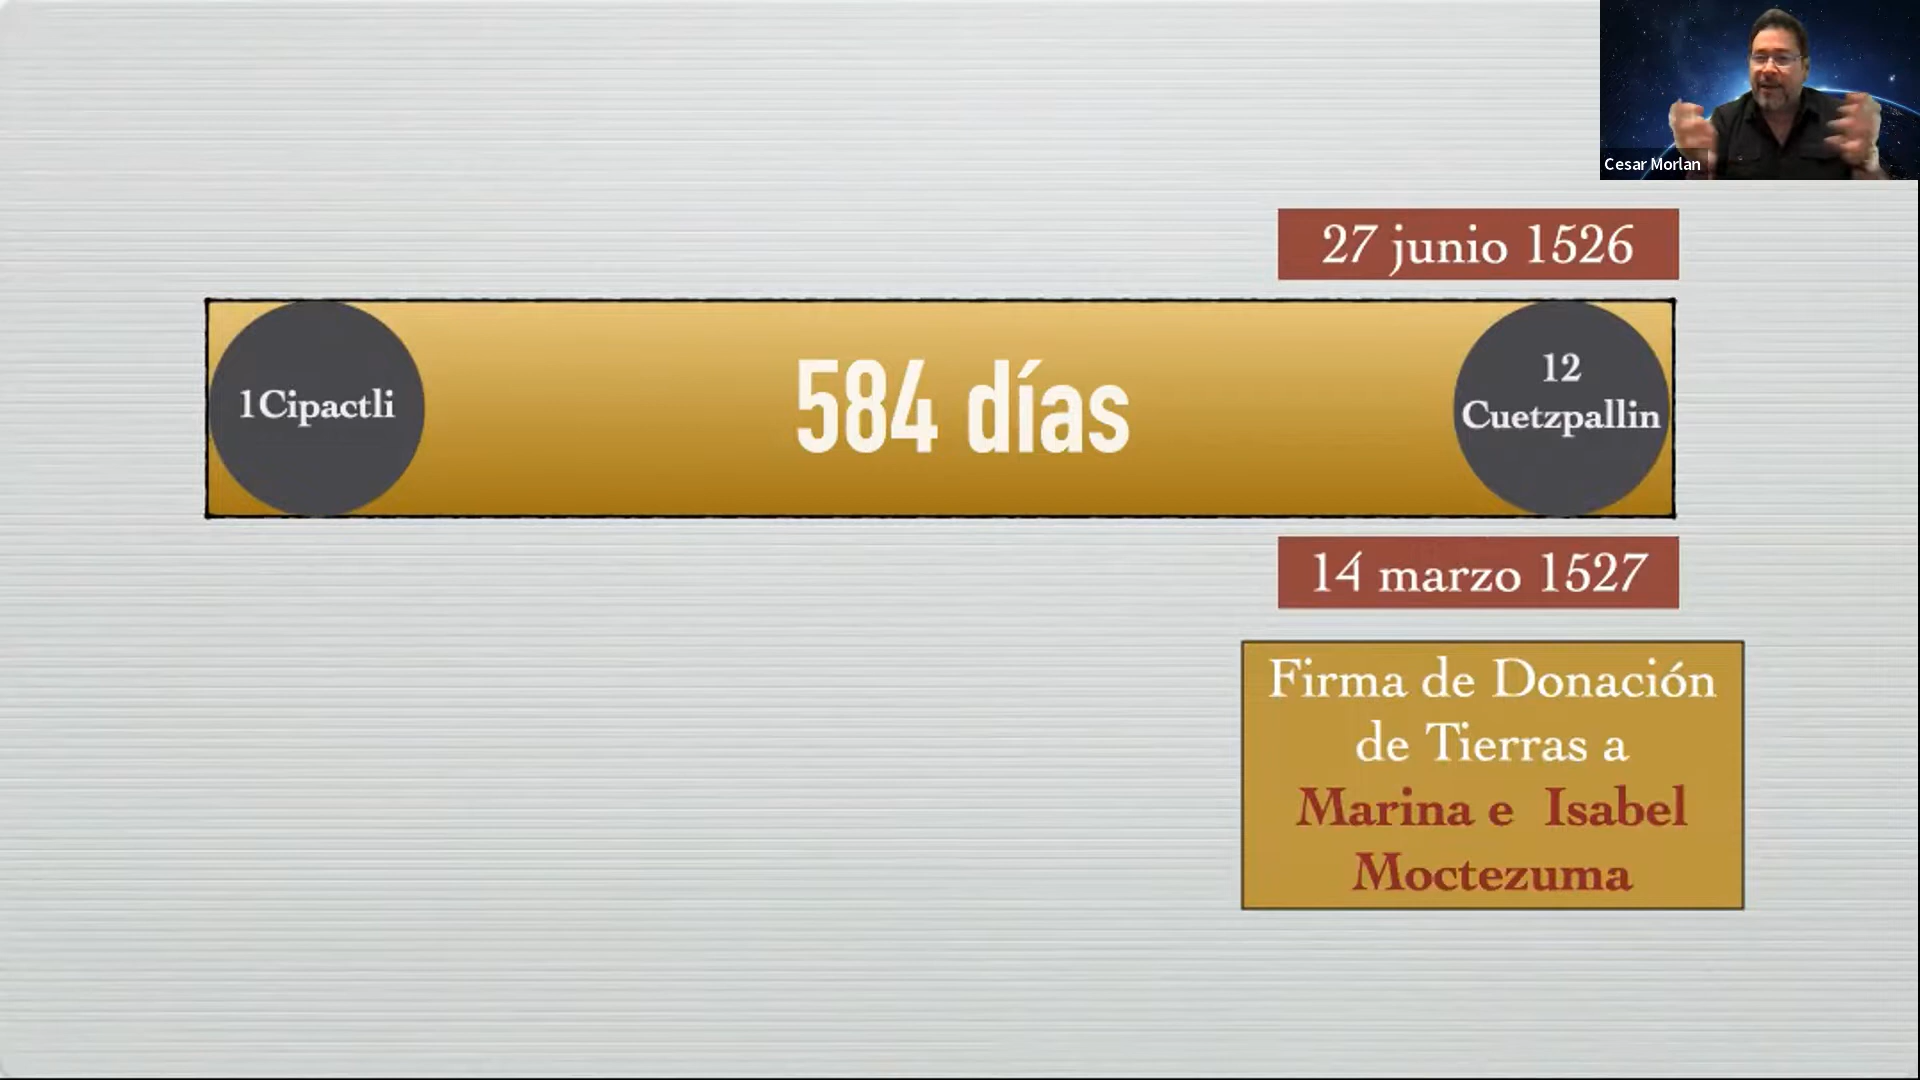 Cesar Morlan
27 junio 1526
1Cipactli
584 días
12
Cuetzpallin
14 marzo 1527
Firma de Donación
de Tierras a
Marina e Isabel
Moctezuma